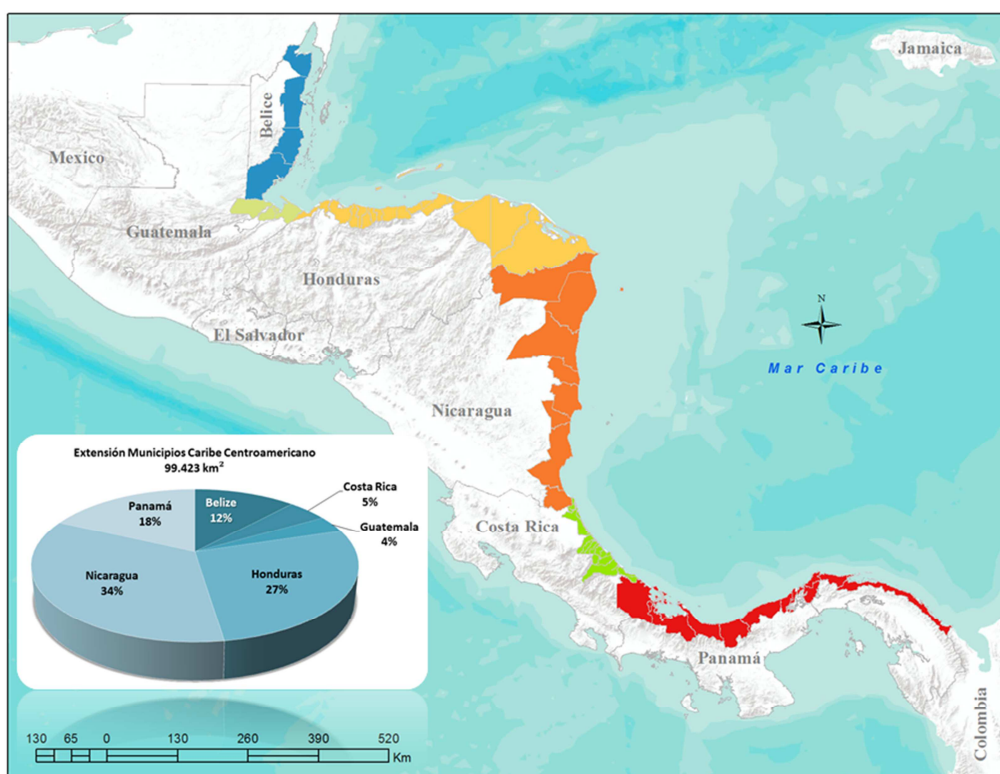 Jamaica
Belice
Mexico
Guatemala
Honduras
El Salvador
N
Mar Caribe
Nicaragua
Extensión Municipios Caribe Centroamericano
99.423 km²
Costa Rica
5%
Belize
12%
Panamá
18%
Guatemala
4%
Nicaragua
34%
Honduras
27%
Costa Rica
Panamá
Colombia
130 65 0 130 260 390 520
Km